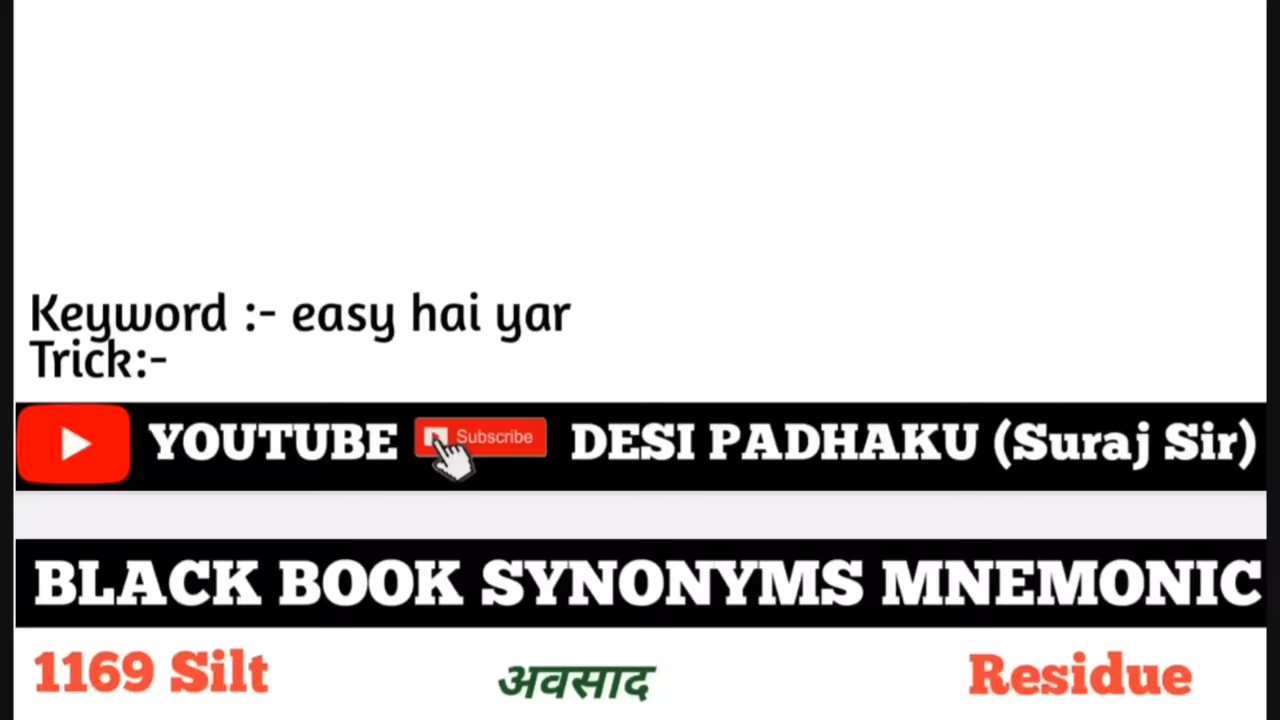 Keyword :- easy hai yar
Trick:-
YOUTUBE Subscribe DESI PADHAKU (Suraj Sir)
BLACK BOOK SYNONYMS MNEMONIC
1169 Silt अवसाद Residue